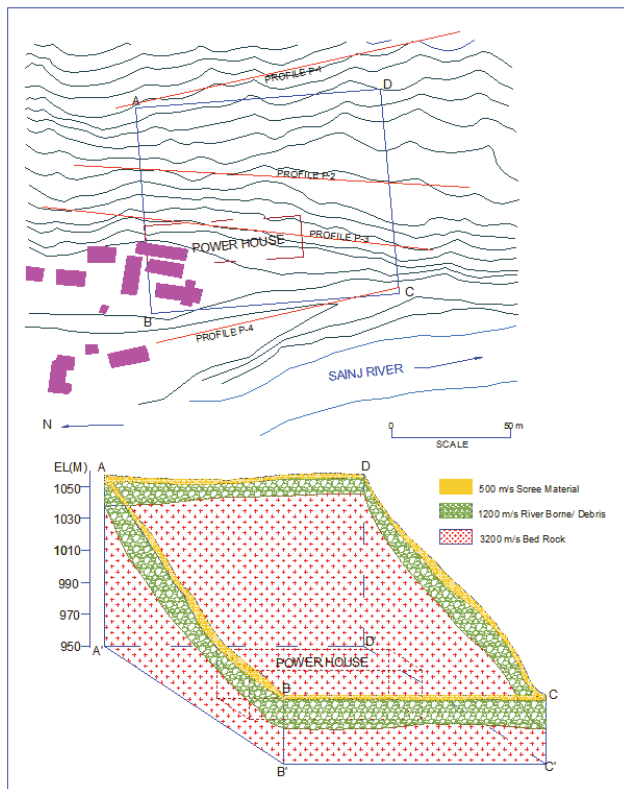 PROFILE P-1
D
A
PROFILE P-2
POWER HOUSE
PROFILE P-3
C
B
PROFILE P-4
SAINJ RIVER
N
0 50 m
SCALE
EL(M)
A
D
1050
500 m/s Scree Material
1200 m/s River Borne/ Debris
1030
3200 m/s Bed Rook
1010
990
970
950
A'
D'
POWER HOUSE
B
C
B'
C'